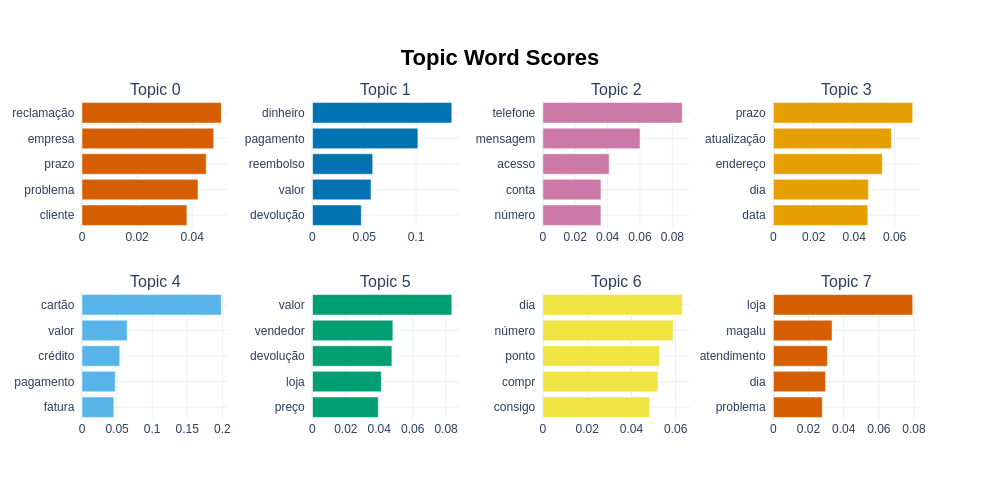 Topic Word Scores
Topic 0
reclamação
empresa
prazo
problema
cliente
0 0.02 0.04
Topic 1
dinheiro
pagamento
reembolso
valor
devolução
0 0.05 0.1
Topic 2
telefone
mensagem
acesso
conta
número
0 0.02 0.04 0.06 0.08
Topic 3
prazo
atualização
endereço
dia
data
0 0.02 0.04 0.06
Topic 4
cartão
valor
crédito
pagamento
fatura
0 0.05 0.1 0.15 0.2
Topic 5
valor
vendedor
devolução
loja
preço
0 0.02 0.04 0.06 0.08
Topic 6
dia
número
ponto
compr
consigo
0 0.02 0.04 0.06
Topic 7
loja
magalu
atendimento
dia
problema
0 0.02 0.04 0.06 0.08